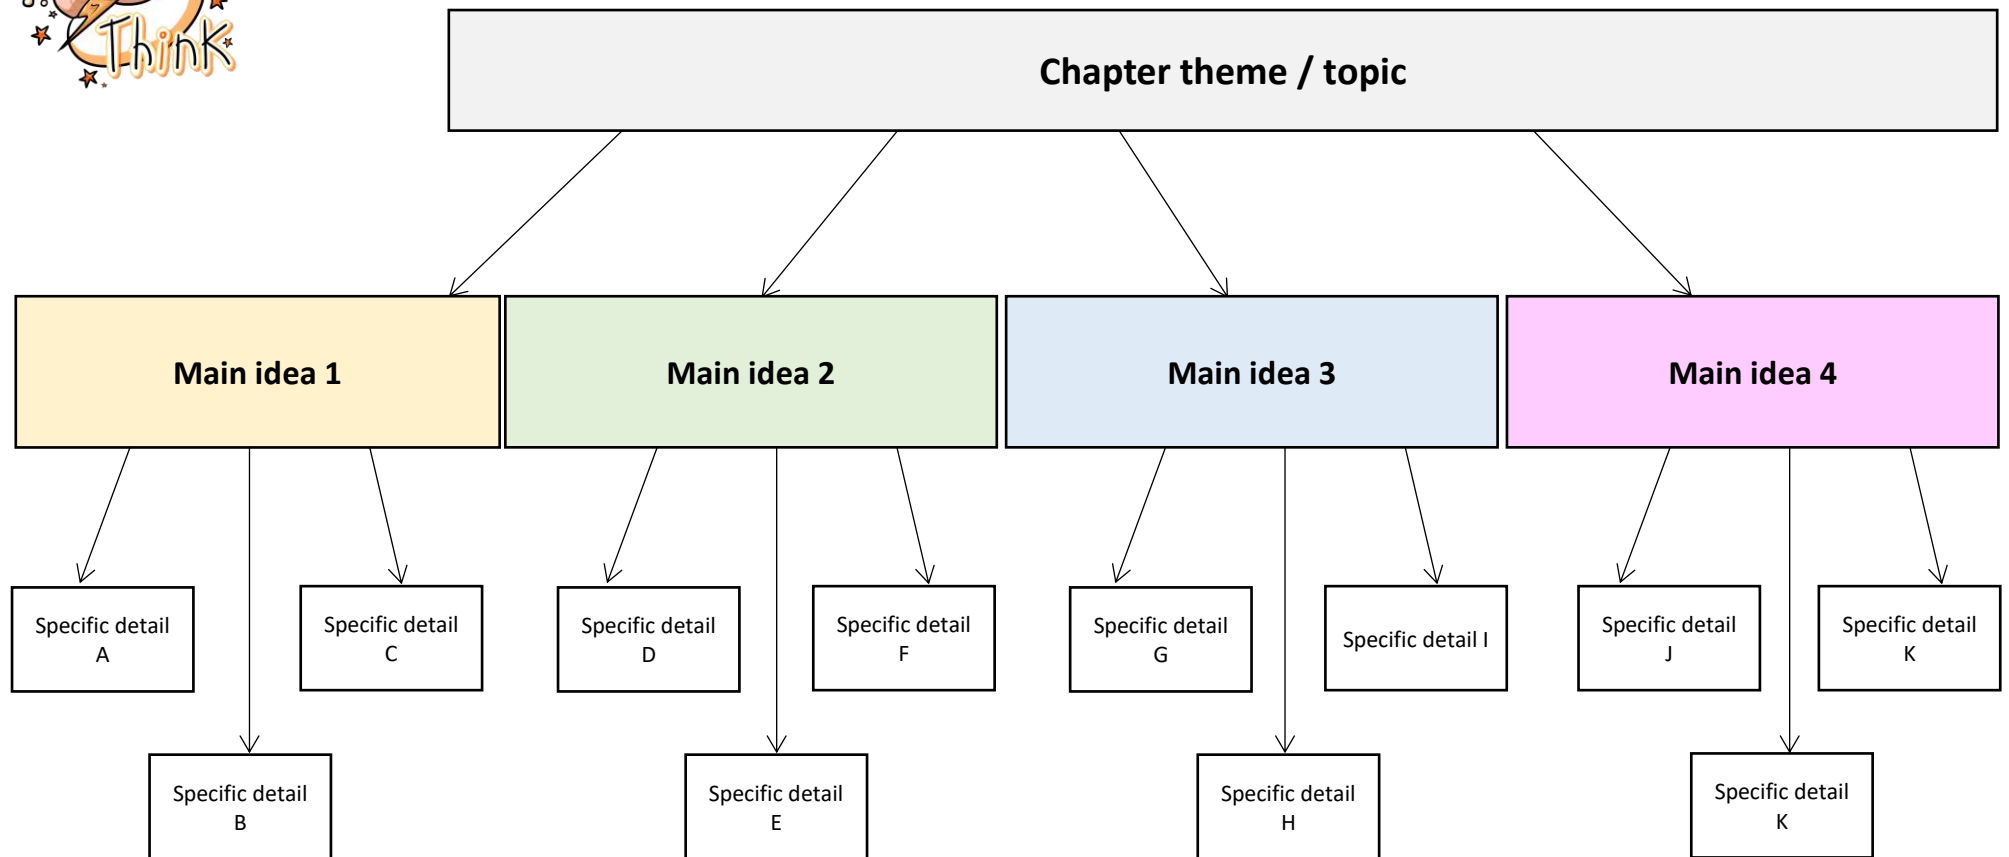 Think
Chapter theme / topic
Main idea 1
Main idea 2
Main idea 3
Main idea 4
Specific detail
A
Specific detail
C
Specific detail
D
Specific detail
F
Specific detail
G
Specific detail I
Specific detail
J
Specific detail
K
Specific detail
B
Specific detail
E
Specific detail
H
Specific detail
K